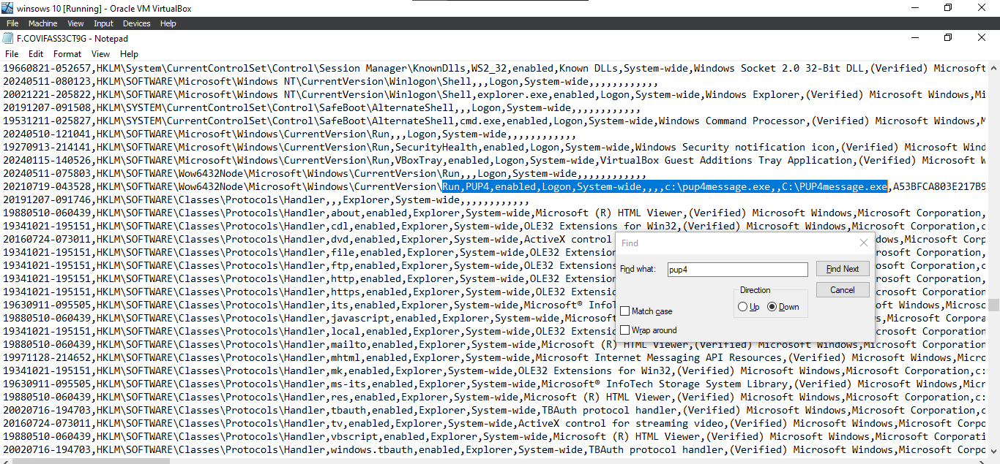 winsows 10 [Running] - Oracle VM VirtualBox
File Machine View Input Devices Help
F.COVIFASS3CT9G - Notepad
File Edit Format View Help
19660821-052657,HKLM\System\CurrentControlSet\Control\Session Manager\KnownDlls,WS2_32,enabled,Known DLLs,System-wide,Windows Socket 2.0 32-Bit DLL,(Verified) Microsoft
20240511-080123,HKLM\SOFTWARE\Microsoft\Windows NT\CurrentVersion\Winlogon\Shell,,,Logon,System-wide,,,,,,,,,,,,
20021221-205822,HKLM\SOFTWARE\Microsoft\Windows NT\CurrentVersion\Winlogon\Shell,explorer.exe,enabled,Logon,System-wide,Windows Explorer,(Verified) Microsoft Windows,Mi
20191207-091508,HKLM\SYSTEM\CurrentControlSet\Control\SafeBoot\AlternateShell,,,Logon,System-wide,,,,,,,,,,,,
19531211-025827,HKLM\SYSTEM\CurrentControlSet\Control\SafeBoot\AlternateShell,cmd.exe,enabled,Logon,System-wide,Windows Command Processor,(Verified) Microsoft Windows,M
20240510-121041,HKLM\SOFTWARE\Microsoft\Windows\CurrentVersion\Run,,,Logon,System-wide,,,,,,,,,,,,
19270913-214141,HKLM\SOFTWARE\Microsoft\Windows\CurrentVersion\Run,SecurityHealth,enabled,Logon,System-wide,Windows Security notification icon,(Verified) Microsoft Wind
20240115-140526,HKLM\SOFTWARE\Microsoft\Windows\CurrentVersion\Run,VBoxTray,enabled,Logon,System-wide,VirtualBox Guest Additions Tray Application,(Verified) Microsoft W
20240511-075803,HKLM\SOFTWARE\Wow6432Node\Microsoft\Windows\CurrentVersion\Run,,,Logon,System-wide,,,,,,,,,,,,
20210719-043528,HKLM\SOFTWARE\Wow6432Node\Microsoft\Windows\CurrentVersion\Run,PUP4,enabled,Logon,System-wide,,,,c:\pup4message.exe,,C:\PUP4message.exe,A53BFCA803E217B9
20191207-091746,HKLM\SOFTWARE\Classes\Protocols\Handler,,,Explorer,System-wide,,,,,,,,,,,,
19880510-060439,HKLM\SOFTWARE\Classes\Protocols\Handler,about,enabled,Explorer,System-wide,Microsoft (R) HTML Viewer,(Verified) Microsoft Windows,Microsoft Corporation,
19341021-195151,HKLM\SOFTWARE\Classes\Protocols\Handler,cdl,enabled,Explorer,System-wide,OLE32 Extensions for Win32,(Verified) Microsoft Windows,Microsoft Corporation,c
20160724-073011,HKLM\SOFTWARE\Classes\Protocols\Handler,dvd,enabled,Explorer,System-wide,ActiveX control dows,Microsoft Corp
19341021-195151,HKLM\SOFTWARE\Classes\Protocols\Handler,file,enabled,Explorer,System-wide,OLE32 Extension Microsoft Corporation,
19341021-195151,HKLM\SOFTWARE\Classes\Protocols\Handler,ftp,enabled,Explorer,System-wide,OLE32 Extension Microsoft Corporation,c
19341021-195151,HKLM\SOFTWARE\Classes\Protocols\Handler,http,enabled,Explorer,System-wide,OLE32 Extension Microsoft Corporation,
19341021-195151,HKLM\SOFTWARE\Classes\Protocols\Handler,https,enabled,Explorer,System-wide,OLE32 Extens Microsoft Corporation
19630911-095505,HKLM\SOFTWARE\Classes\Protocols\Handler,its,enabled,Explorer,System-wide,Microsoft® InfoT oft Windows,Microsoc
19880510-060439,HKLM\SOFTWARE\Classes\Protocols\Handler,javascript,enabled,Explorer,System-wide,Microsoft s,Microsoft Corpora
19341021-195151,HKLM\SOFTWARE\Classes\Protocols\Handler,local,enabled,Explorer,System-wide,OLE32 Extensio Microsoft Corporation
19880510-060439,HKLM\SOFTWARE\Classes\Protocols\Handler,mailto,enabled,Explorer,System-wide,Microsoft (R) HTML Viewer,(Verified) Microsoft Windows,Microsoft Corporation
19971128-214652,HKLM\SOFTWARE\Classes\Protocols\Handler,mhtml,enabled,Explorer,System-wide,Microsoft Internet Messaging API Resources,(Verified) Microsoft Windows,Micro
19341021-195151,HKLM\SOFTWARE\Classes\Protocols\Handler,mk,enabled,Explorer,System-wide,OLE32 Extensions for Win32,(Verified) Microsoft Windows,Microsoft Corporation,c:
19630911-095505,HKLM\SOFTWARE\Classes\Protocols\Handler,ms-its,enabled,Explorer,System-wide,Microsoft® InfoTech Storage System Library,(Verified) Microsoft Windows,Micr
19880510-060439,HKLM\SOFTWARE\Classes\Protocols\Handler,res,enabled,Explorer,System-wide,Microsoft (R) HTML Viewer,(Verified) Microsoft Windows,Microsoft Corporation,c:
20020716-194703,HKLM\SOFTWARE\Classes\Protocols\Handler,tbauth,enabled,Explorer,System-wide,TBAuth protocol handler,(Verified) Microsoft Windows,Microsoft Corporation,c
20160724-073011,HKLM\SOFTWARE\Classes\Protocols\Handler,tv,enabled,Explorer,System-wide,ActiveX control for streaming video,(Verified) Microsoft Windows,Microsoft Corpo
19880510-060439,HKLM\SOFTWARE\Classes\Protocols\Handler,vbscript,enabled,Explorer,System-wide,Microsoft (R) HTML Viewer,(Verified) Microsoft Windows,Microsoft Corporati
20020716-194703,HKLM\SOFTWARE\Classes\Protocols\Handler,windows.tbauth,enabled,Explorer,System-wide,TBAuth protocol handler,(Verified) Microsoft Windows,Microsoft Corpo
Find
Find what: pup4 Find Next
Direction Cancel
Up Down
Match case
Wrap around